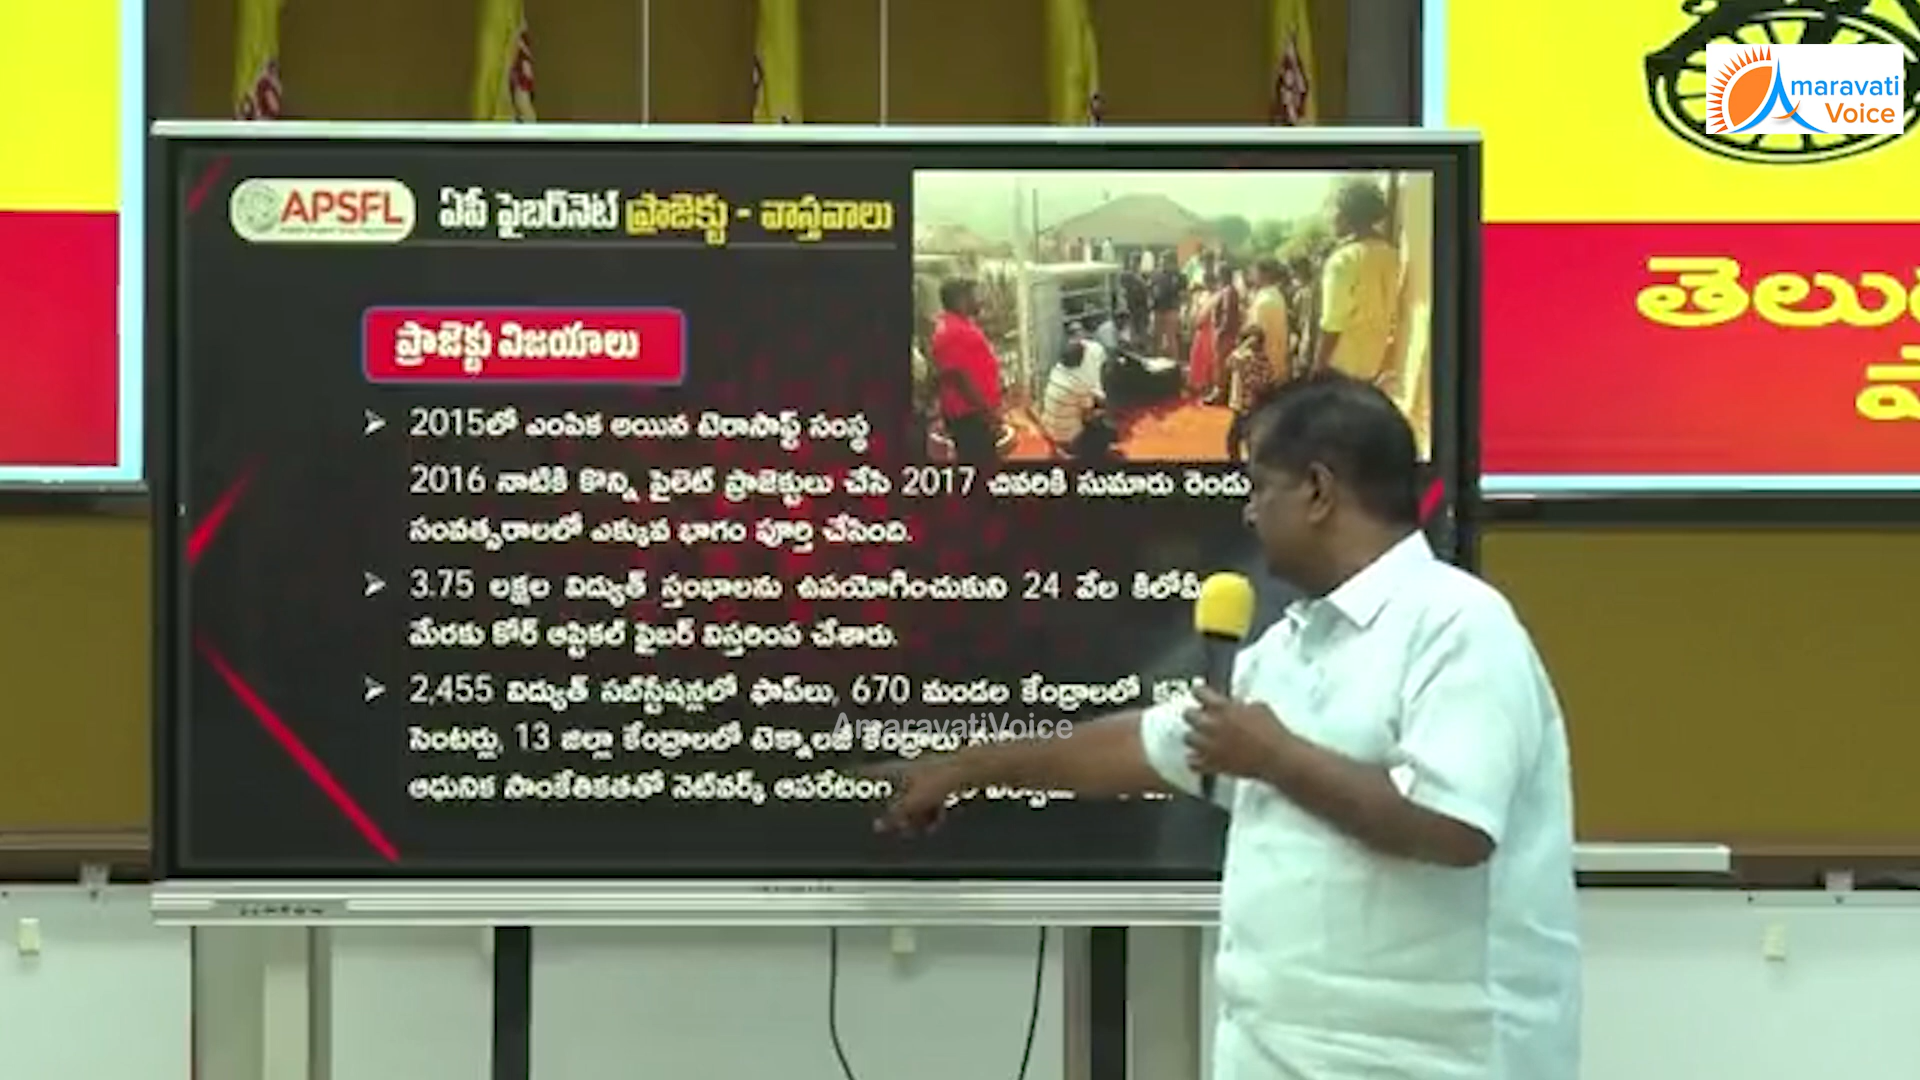 Amaravati
Voice
APSFL
ఏపీ ఫైబర్‌నెట్ ప్రాజెక్టు - వాస్తవాలు
ప్రాజెక్టు విజయాలు
➤ 2015లో ఎంపిక అయిన టెరాసాఫ్ట్ సంస్థ
2016 నాటికి కొన్ని పైలెట్ ప్రాజెక్టులు చేసి 2017 చివరికి సుమారు రెండు
సంవత్సరాలలో ఎక్కువ భాగం పూర్తి చేసింది.
➤ 3.75 లక్షల విద్యుత్ స్తంభాలను ఉపయోగించుకుని 24 వేల
మేరకు కోర్ ఆప్టికల్ ఫైబర్ విస్తరింప చేశారు.
➤ 2,455 విద్యుత్ సబ్‌స్టేషన్లలో ఫాప్‌లు, 670 మండల కేంద్రాలలో
సెంటర్లు, 13 జిల్లా కేంద్రాలలో టెక్నాలజీ కేంద్రాలు
ఆధునిక సాంకేతికతతో నెట్‌వర్క్ ఆపరేటింగ్
AmaravatiVoice